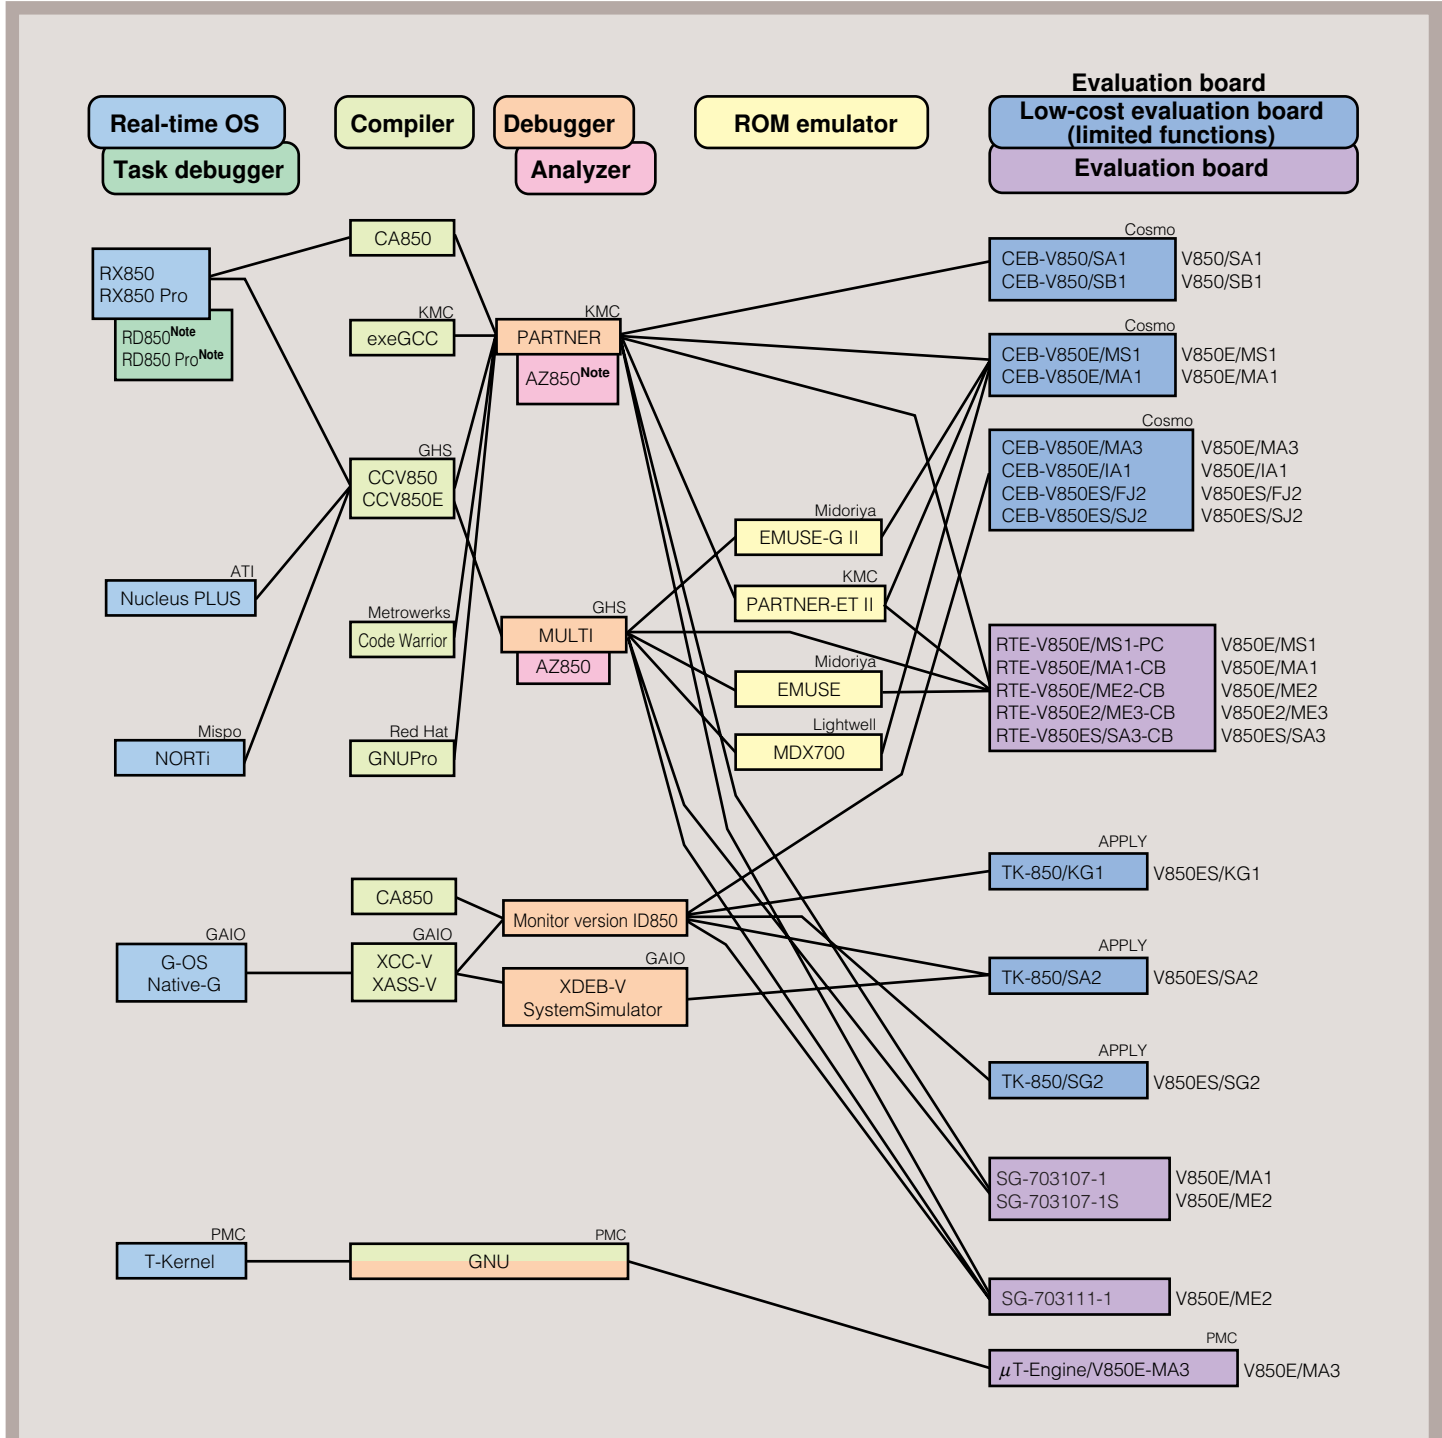 Evaluation board
Real-time OS
Compiler
Debugger
ROM emulator
Low-cost evaluation board
(limited functions)
Task debugger
Analyzer
Evaluation board
RX850
RX850 Pro
RD850Note
RD850 ProNote
ATI
Nucleus PLUS
Mispo
NORTi
GAIO
G-OS
Native-G
PMC
T-Kernel
CA850
KMC
exeGCC
GHS
CCV850
CCV850E
Metrowerks
Code Warrior
Red Hat
GNUPro
CA850
GAIO
XCC-V
XASS-V
PMC
GNU
KMC
PARTNER
AZ850Note
GHS
MULTI
AZ850
Monitor version ID850
GAIO
XDEB-V
SystemSimulator
Midoriya
EMUSE-G II
KMC
PARTNER-ET II
Midoriya
EMUSE
Lightwell
MDX700
Cosmo
CEB-V850/SA1 V850/SA1
CEB-V850/SB1 V850/SB1
Cosmo
CEB-V850E/MS1 V850E/MS1
CEB-V850E/MA1 V850E/MA1
Cosmo
CEB-V850E/MA3 V850E/MA3
CEB-V850E/IA1 V850E/IA1
CEB-V850ES/FJ2 V850ES/FJ2
CEB-V850ES/SJ2 V850ES/SJ2
RTE-V850E/MS1-PC V850E/MS1
RTE-V850E/MA1-CB V850E/MA1
RTE-V850E/ME2-CB V850E/ME2
RTE-V850E2/ME3-CB V850E2/ME3
RTE-V850ES/SA3-CB V850ES/SA3
APPLY
TK-850/KG1 V850ES/KG1
APPLY
TK-850/SA2 V850ES/SA2
APPLY
TK-850/SG2 V850ES/SG2
SG-703107-1 V850E/MA1
SG-703107-1S V850E/ME2
SG-703111-1 V850E/ME2
PMC
μT-Engine/V850E-MA3 V850E/MA3